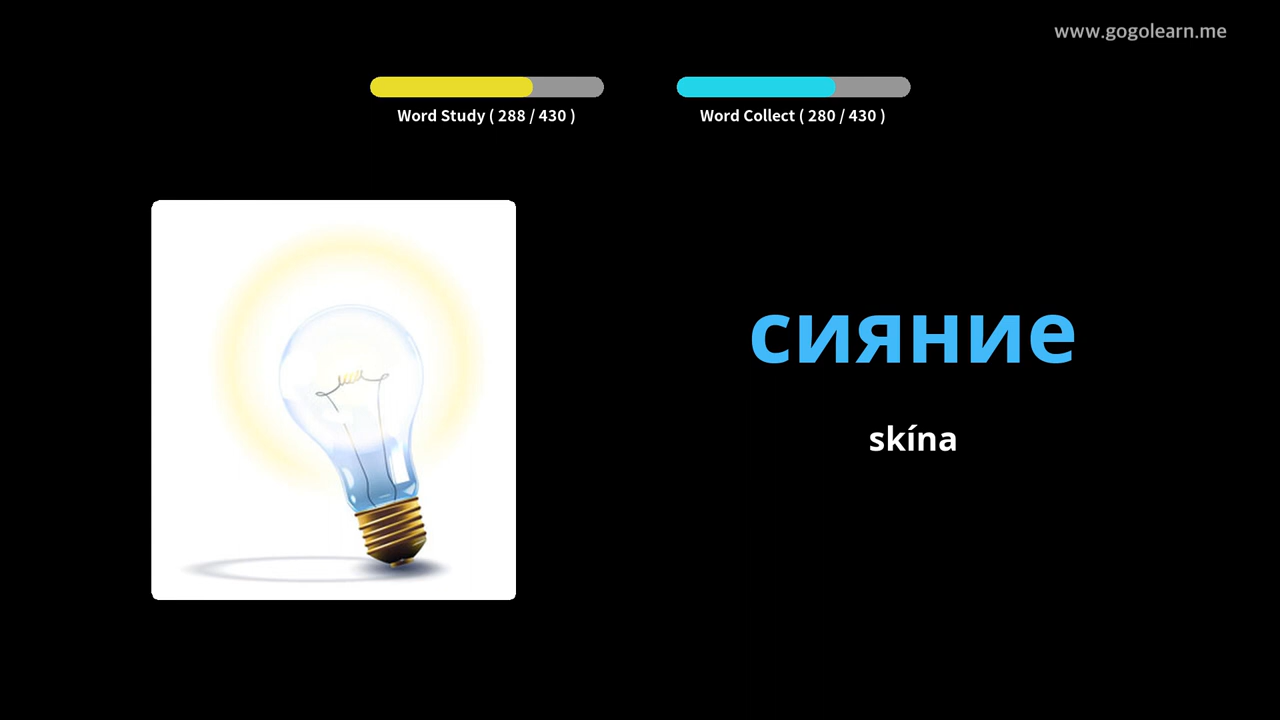 www.gogolearn.me
Word Study ( 288 / 430 )
Word Collect ( 280 / 430 )
сияние
skína